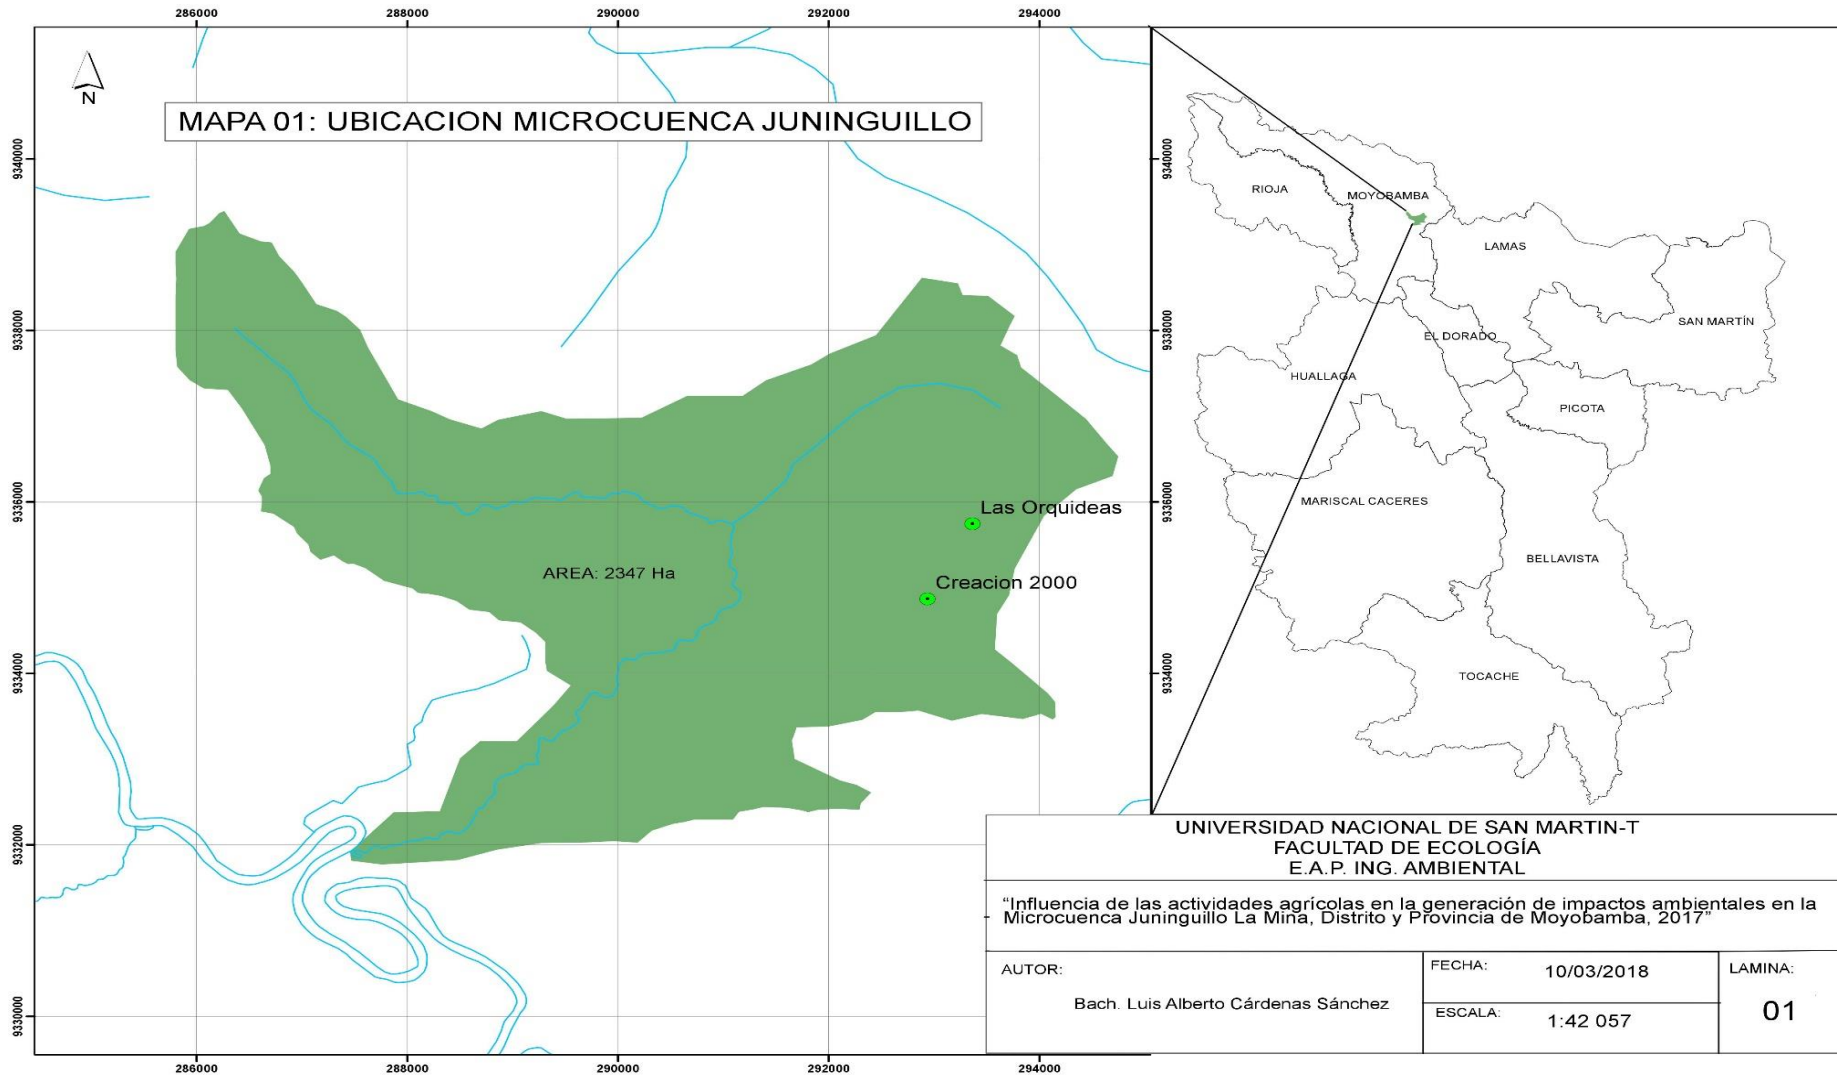 286000 288000 290000 292000 294000
N
MAPA 01: UBICACION MICROCUENCA JUNINGUILLO
9340000
9338000
9336000
9334000
9332000
9330000
Las Orquideas
AREA: 2347 Ha
Creacion 2000
286000 288000 290000 292000 294000
9340000
9338000
9336000
9334000
RIOJA
MOYOBAMBA
LAMAS
SAN MARTÍN
EL DORADO
HUALLAGA
PICOTA
MARISCAL CACERES
BELLAVISTA
TOCACHE
UNIVERSIDAD NACIONAL DE SAN MARTIN-T
FACULTAD DE ECOLOGÍA
E.A.P. ING. AMBIENTAL
“Influencia de las actividades agrícolas en la generación de impactos ambientales en la
Microcuenca Juninguillo La Mina, Distrito y Provincia de Moyobamba, 2017”
AUTOR:
Bach. Luis Alberto Cárdenas Sánchez
FECHA: 10/03/2018
ESCALA: 1:42 057
LAMINA:
01